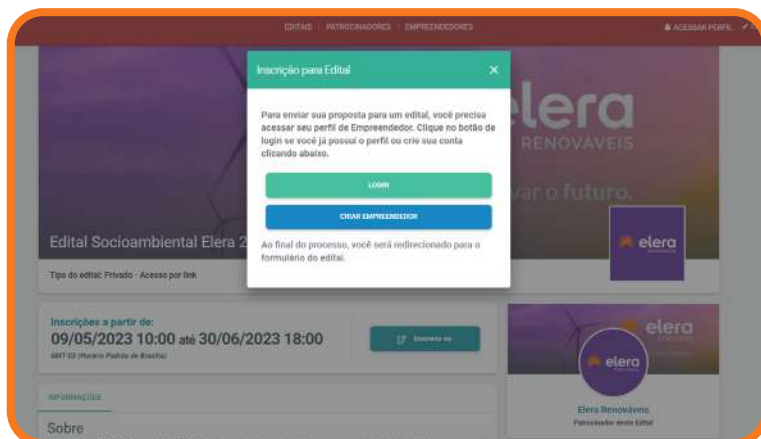 EDITAIS | PATROCINADORES | EMPREENDEDORES
ACESSAR PERFIL
Inscrição para Edital ×
Para enviar sua proposta para um edital, você precisa
acessar seu perfil de Empreendedor. Clique no botão de
login se você já possui o perfil ou crie sua conta
clicando abaixo.
LOGIN
CRIAR EMPREENDEDOR
Ao final do processo, você será redirecionado para o
formulário do edital.
elera
RENOVÁVEIS
var o futuro.
Edital Socioambiental Elera 2
elera
Tipo do edital: Privado - Acesso por link
Inscrições a partir de:
09/05/2023 10:00 até 30/06/2023 18:00
GMT-03 (Horário Padrão de Brasília)
Inscreva-se
elera
elera
INFORMAÇÕES
Sobre
Elera Renováveis
Patrocinador deste Edital